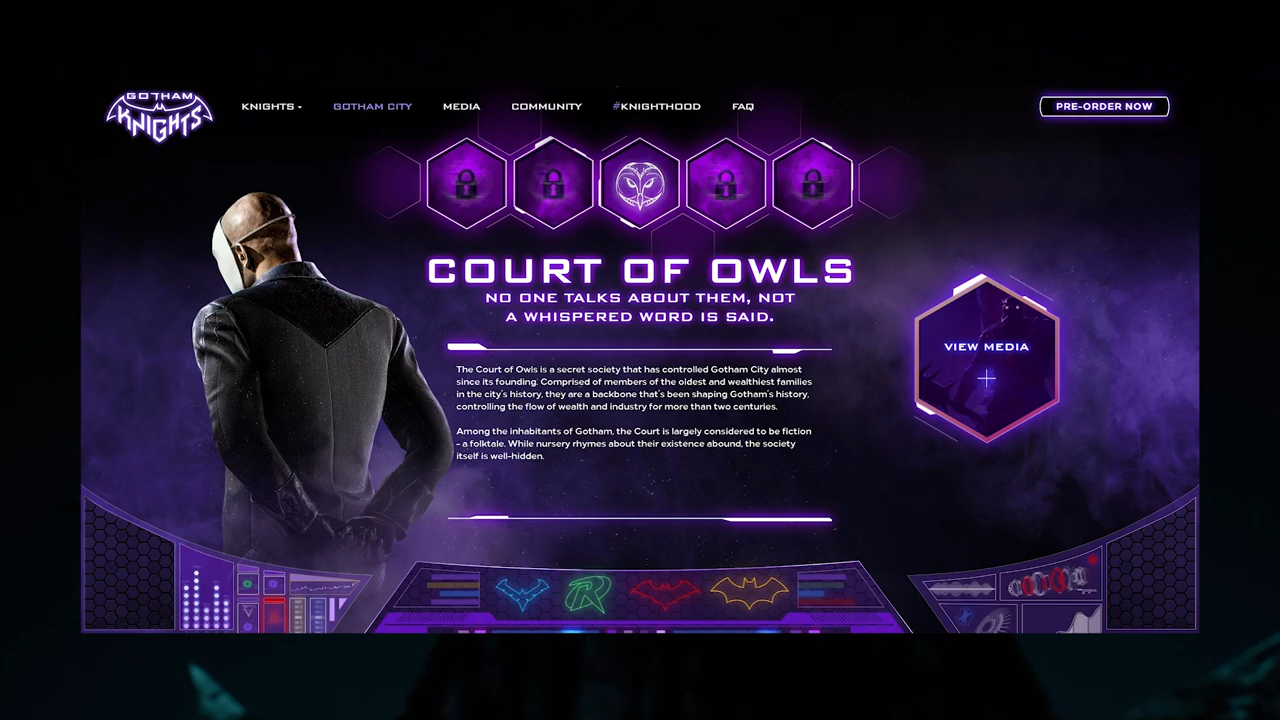 GOTHAM
KNIGHTS
KNIGHTS
GOTHAM CITY
MEDIA
COMMUNITY
#KNIGHTHOOD
FAQ
PRE-ORDER NOW
COURT OF OWLS
NO ONE TALKS ABOUT THEM, NOT
A WHISPERED WORD IS SAID.
The Court of Owls is a secret society that has controlled Gotham City almost
since its founding. Comprised of members of the oldest and wealthiest families
in the city's history, they are a backbone that's been shaping Gotham's history,
controlling the flow of wealth and industry for more than two centuries.
Among the inhabitants of Gotham, the Court is largely considered to be fiction
- a folktale. While nursery rhymes about their existence abound, the society
itself is well-hidden.
VIEW MEDIA
R